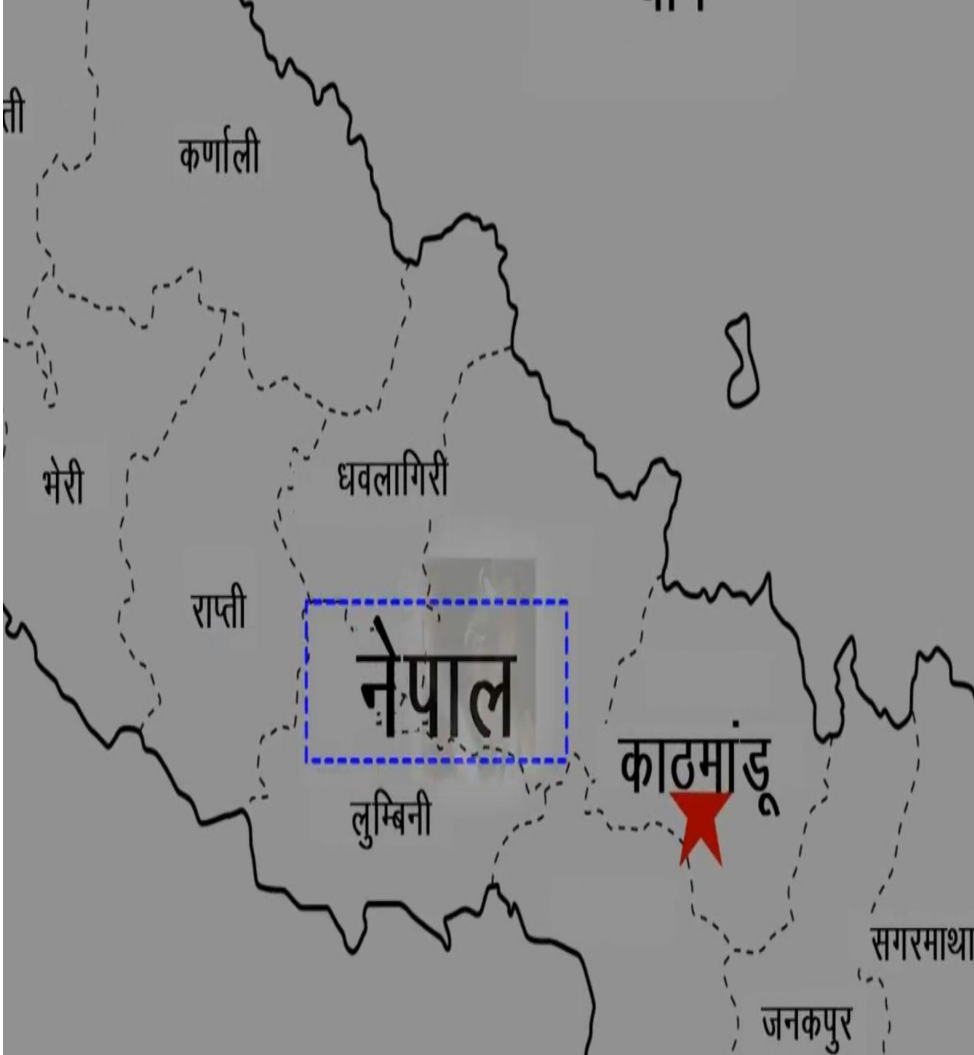 कर्णाली
भेरी
धवलागिरी
राप्ती
नेपाल
काठमांडू
लुम्बिनी
सगरमाथा
जनकपुर